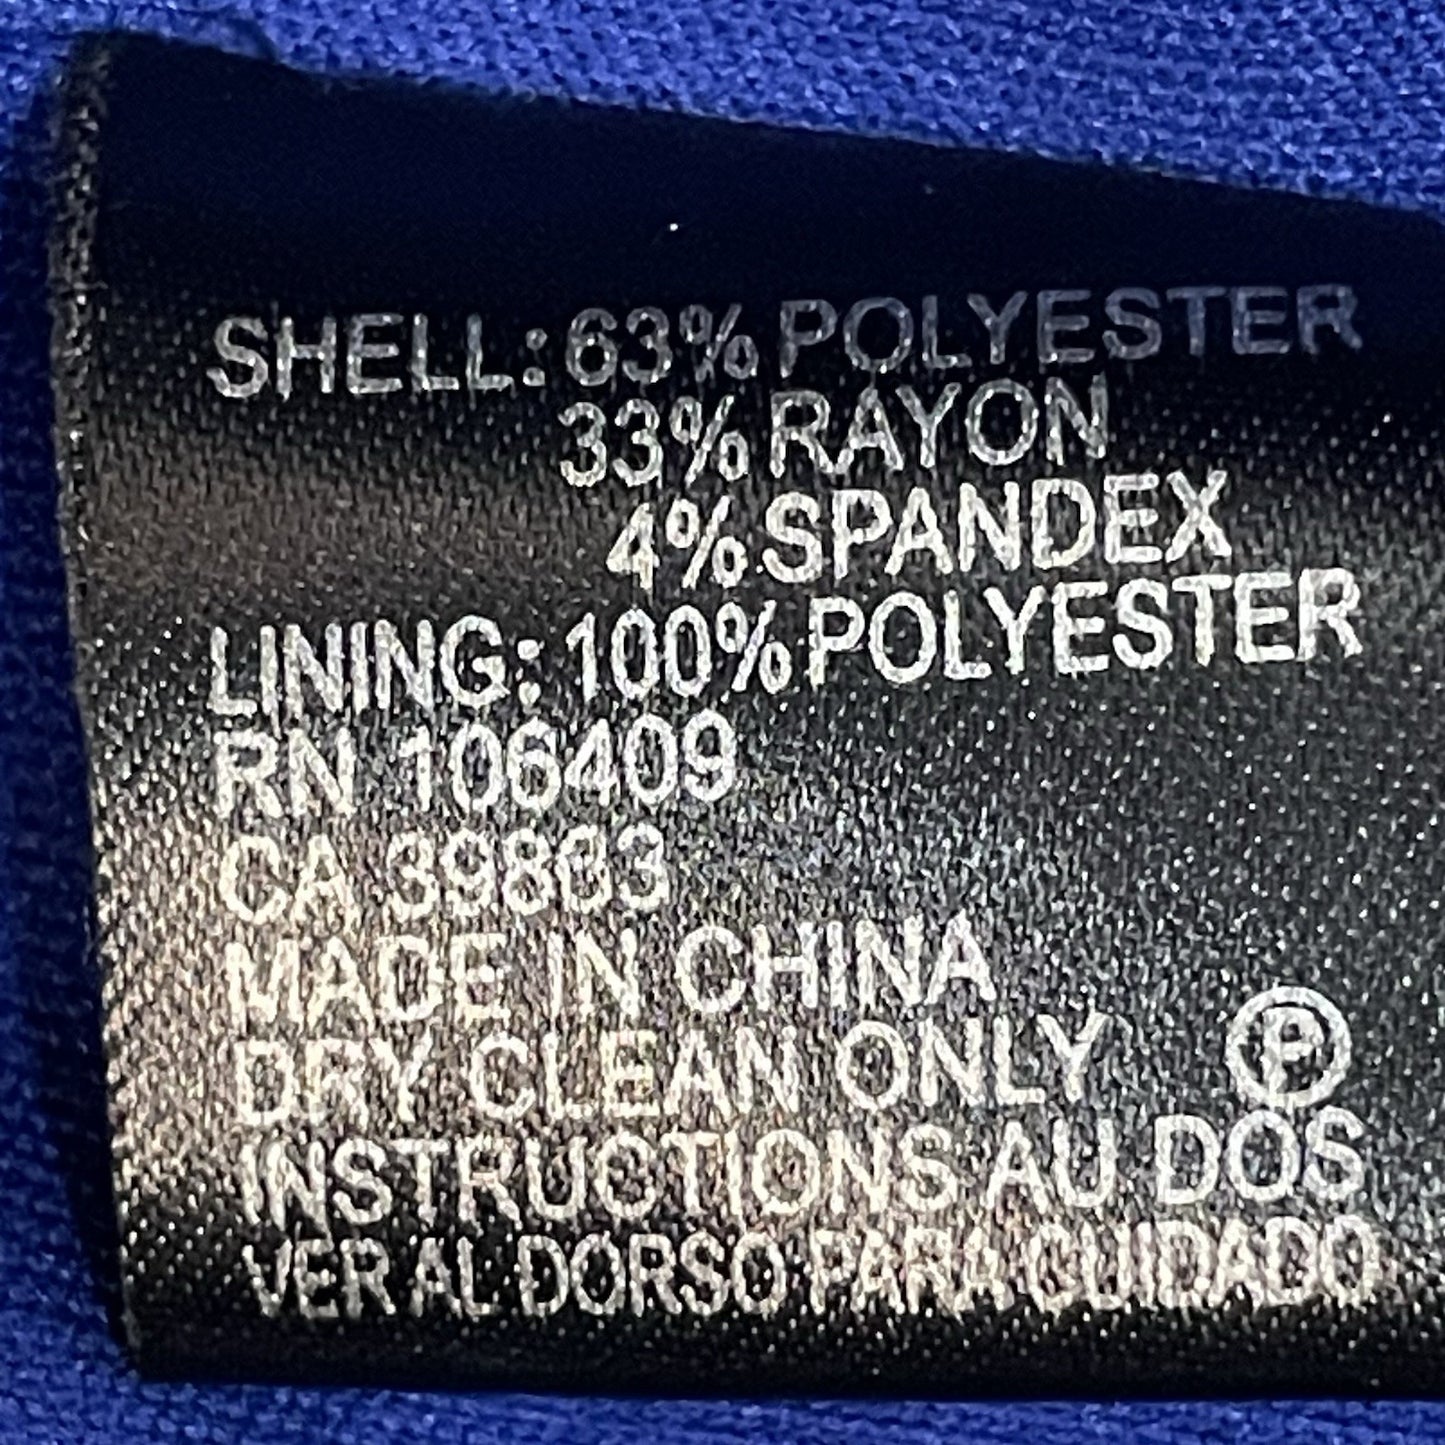 SHELL: 63% POLYESTER
33% RAYON
4% SPANDEX
LINING: 100% POLYESTER
RN 106409
CA 39883
MADE IN CHINA
DRY CLEAN ONLY Ⓟ
INSTRUCTIONS AU DOS
VER AL DORSO PARA CUIDADO